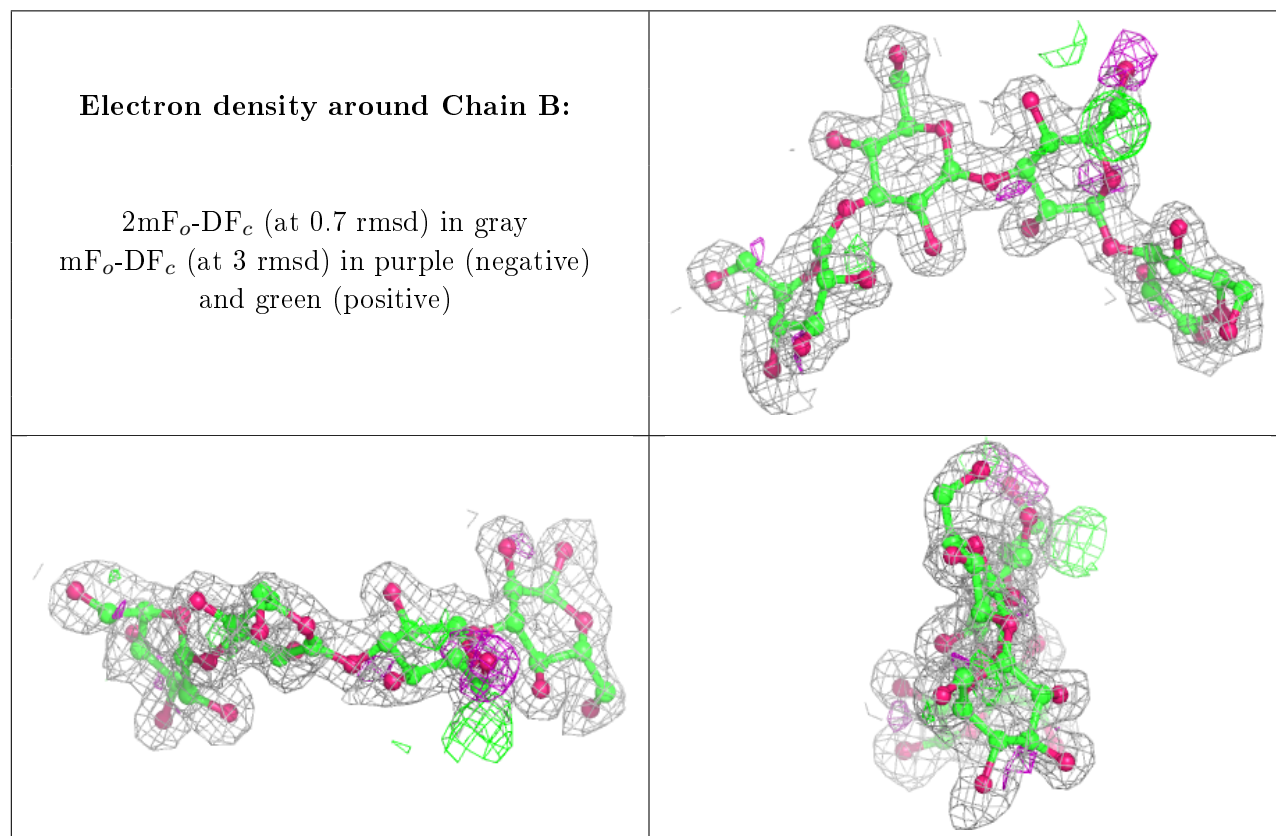 Electron density around Chain B:
2mFo-DFc (at 0.7 rmsd) in gray
mFo-DFc (at 3 rmsd) in purple (negative)
and green (positive)